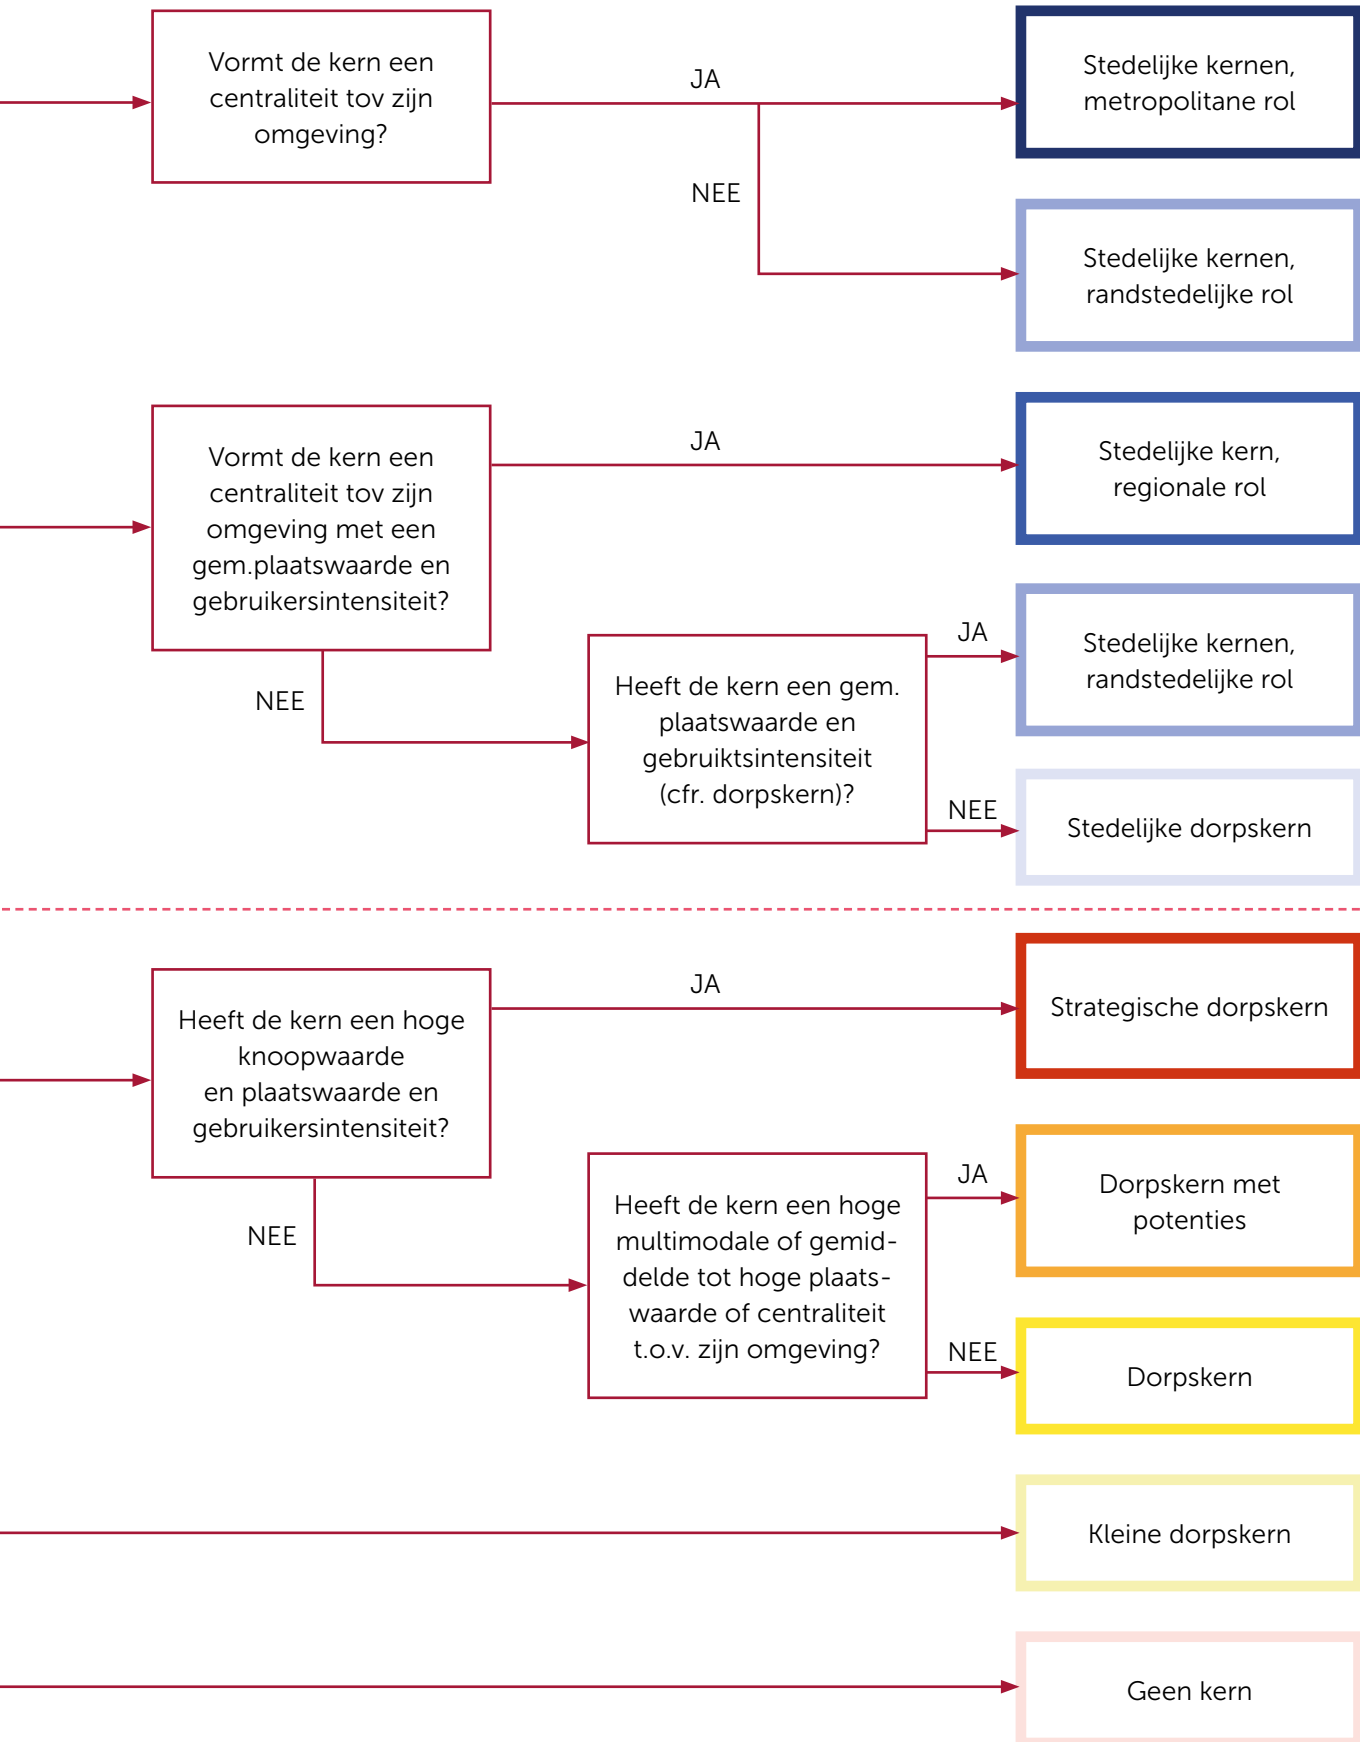 Vormt de kern een
centraliteit tov zijn
omgeving?
JA
NEE
Stedelijke kernen,
metropolitane rol
Stedelijke kernen,
randstedelijke rol
Vormt de kern een
centraliteit tov zijn
omgeving met een
gem.plaatswaarde en
gebruikersintensiteit?
JA
Stedelijke kern,
regionale rol
NEE
Heeft de kern een gem.
plaatswaarde en
gebruiktsintensiteit
(cfr. dorpskern)?
JA
Stedelijke kernen,
randstedelijke rol
NEE
Stedelijke dorpskern
Heeft de kern een hoge
knoopwaarde
en plaatswaarde en
gebruikersintensiteit?
JA
Strategische dorpskern
NEE
Heeft de kern een hoge
multimodale of gemid-
delde tot hoge plaats-
waarde of centraliteit
t.o.v. zijn omgeving?
JA
Dorpskern met
potenties
NEE
Dorpskern
Kleine dorpskern
Geen kern